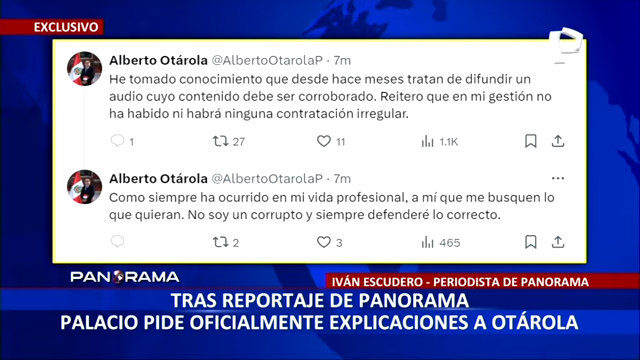 EXCLUSIVO
Alberto Otárola @AlbertoOtarolaP · 7m
He tomado conocimiento que desde hace meses tratan de difundir un
audio cuyo contenido debe ser corroborado. Reitero que en mi gestión no
ha habido ni habrá ninguna contratación irregular.
1 27 11 1.1K
Alberto Otárola @AlbertoOtarolaP · 7m
Como siempre ha ocurrido en mi vida profesional, a mí que me busquen lo
que quieran. No soy un corrupto y siempre defenderé lo correcto.
2 3 465
PANORAMA
IVÁN ESCUDERO - PERIODISTA DE PANORAMA
TRAS REPORTAJE DE PANORAMA
PALACIO PIDE OFICIALMENTE EXPLICACIONES A OTÁROLA